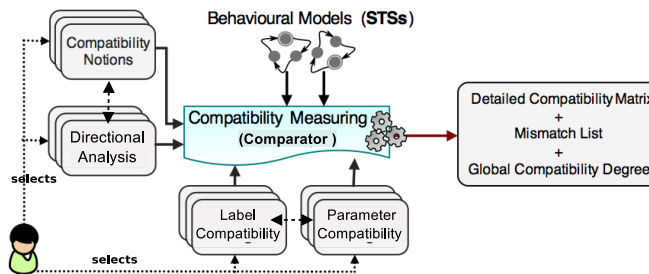 Behavioural Models (STSs)
Compatibility
Notions
Compatibility Measuring
(Comparator )
Directional
Analysis
Detailed Compatibility Matrix
+
Mismatch List
+
Global Compatibility Degree
selects
Label
Compatibility
Parameter
Compatibility
selects